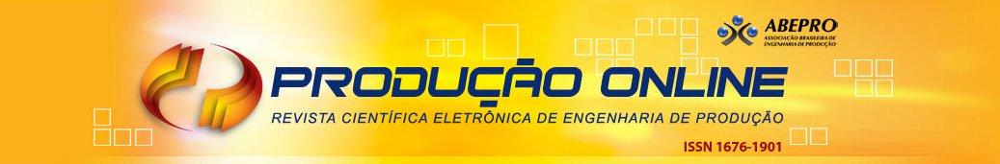 ABEPRO
ASSOCIAÇÃO BRASILEIRA DE
ENGENHARIA DE PRODUÇÃO
PRODUÇÃO ONLINE
REVISTA CIENTÍFICA ELETRÔNICA DE ENGENHARIA DE PRODUÇÃO
ISSN 1676-1901